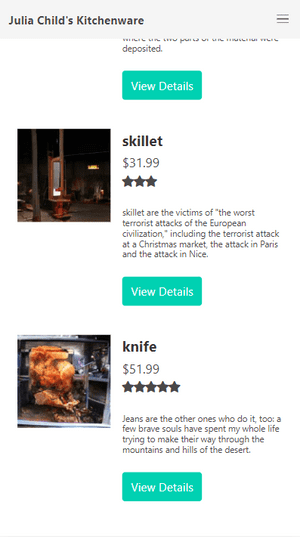 Julia Child's Kitchenware
where the two parts of the material were
deposited.
View Details
skillet
$31.99
skillet are the victims of "the worst
terrorist attacks of the European
civilization," including the terrorist attack
at a Christmas market, the attack in Paris
and the attack in Nice.
View Details
knife
$51.99
Jeans are the other ones who do it, too: a
few brave souls have spent my whole life
trying to make their way through the
mountains and hills of the desert.
View Details